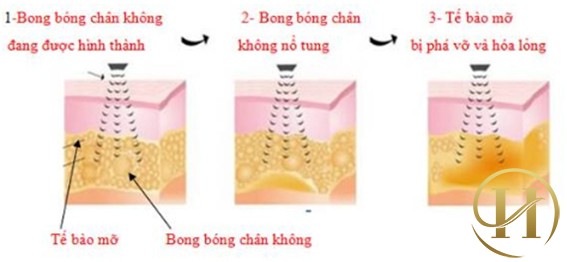 1-Bong bóng chân không
đang được hình thành
2- Bong bóng chân
không nổ tung
3- Tế bào mỡ
bị phá vỡ và hóa lỏng
Tế bào mỡ
Bong bóng chân không
H